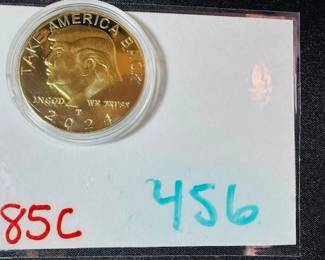 TAKE AMERICA BACK
IN GOD WE TRUST
2024
85C
456